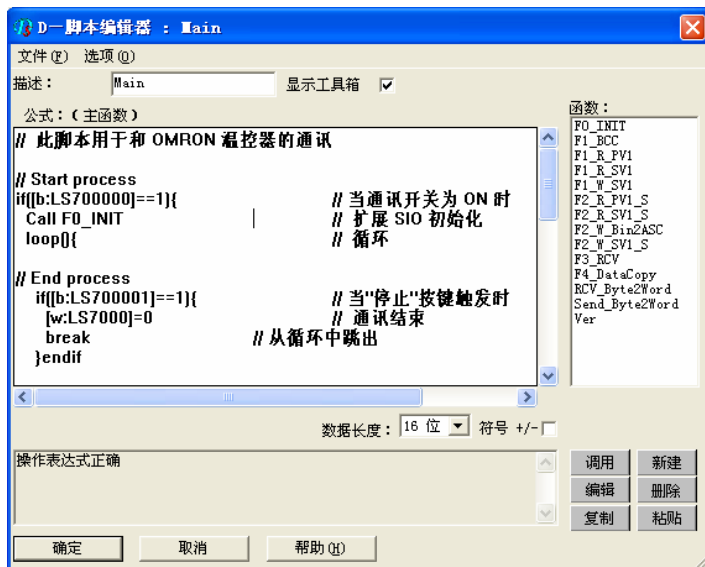 D－脚本编辑器 : Main
文件(F) 选项(O)
描述： Main 显示工具箱
公式：(主函数)
// 此脚本用于和 OMRON 温控器的通讯
// Start process
if([b:LS700000]==1){ // 当通讯开关为 ON 时
Call F0_INIT // 扩展 SIO 初始化
loop(){ // 循环
// End process
if([b:LS700001]==1){ // 当"停止"按键触发时
[w:LS7000]=0 // 通讯结束
break // 从循环中跳出
}endif
函数：
F0_INIT
F1_BCC
F1_R_PV1
F1_R_SV1
F1_W_SV1
F2_R_PV1_S
F2_R_SV1_S
F2_W_Bin2ASC
F2_W_SV1_S
F3_RCV
F4_DataCopy
RCV_Byte2Word
Send_Byte2Word
Ver
数据长度： 16 位 符号 +/-
操作表达式正确
调用 新建
编辑 删除
复制 粘贴
确定 取消 帮助(H)